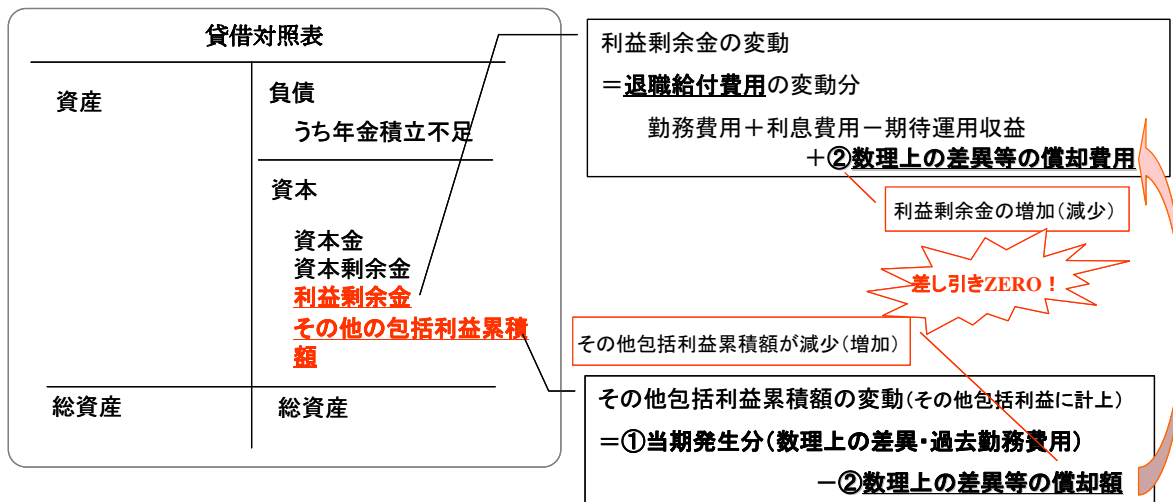 貸借対照表
資産
負債
うち年金積立不足
資本
資本金
資本剰余金
利益剰余金
その他の包括利益累積
額
総資産
総資産
利益剰余金の変動
＝退職給付費用の変動分
勤務費用＋利息費用－期待運用収益
＋②数理上の差異等の償却費用
利益剰余金の増加（減少）
差し引きZERO！
その他包括利益累積額が減少（増加）
その他包括利益累積額の変動（その他包括利益に計上）
＝①当期発生分（数理上の差異・過去勤務費用）
－②数理上の差異等の償却額